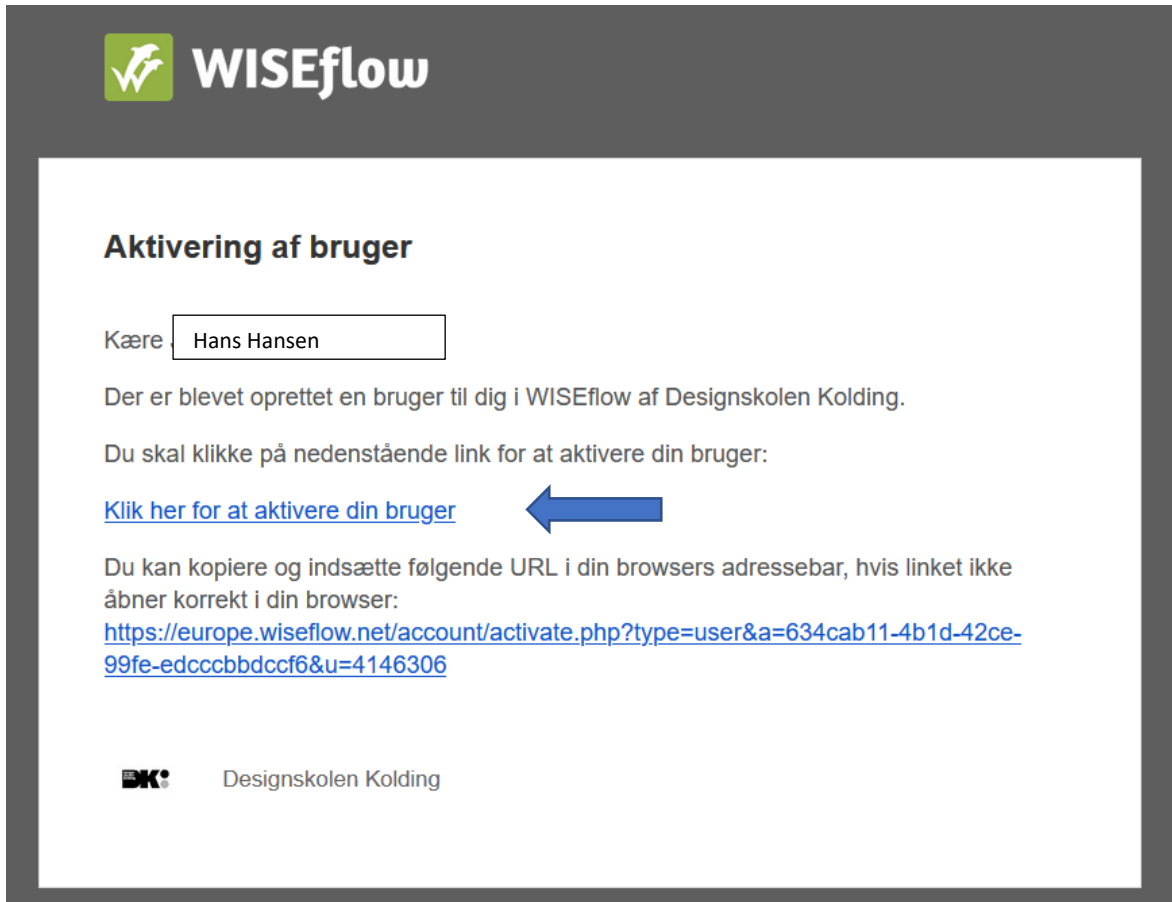 WISEflow
Aktivering af bruger
Kære Hans Hansen
Der er blevet oprettet en bruger til dig i WISEflow af Designskolen Kolding.
Du skal klikke på nedenstående link for at aktivere din bruger:
Klik her for at aktivere din bruger
Du kan kopiere og indsætte følgende URL i din browsers adressebar, hvis linket ikke
åbner korrekt i din browser:
https://europe.wiseflow.net/account/activate.php?type=user&a=634cab11-4b1d-42ce-
99fe-edcccbbdccf6&u=4146306
DK: Designskolen Kolding